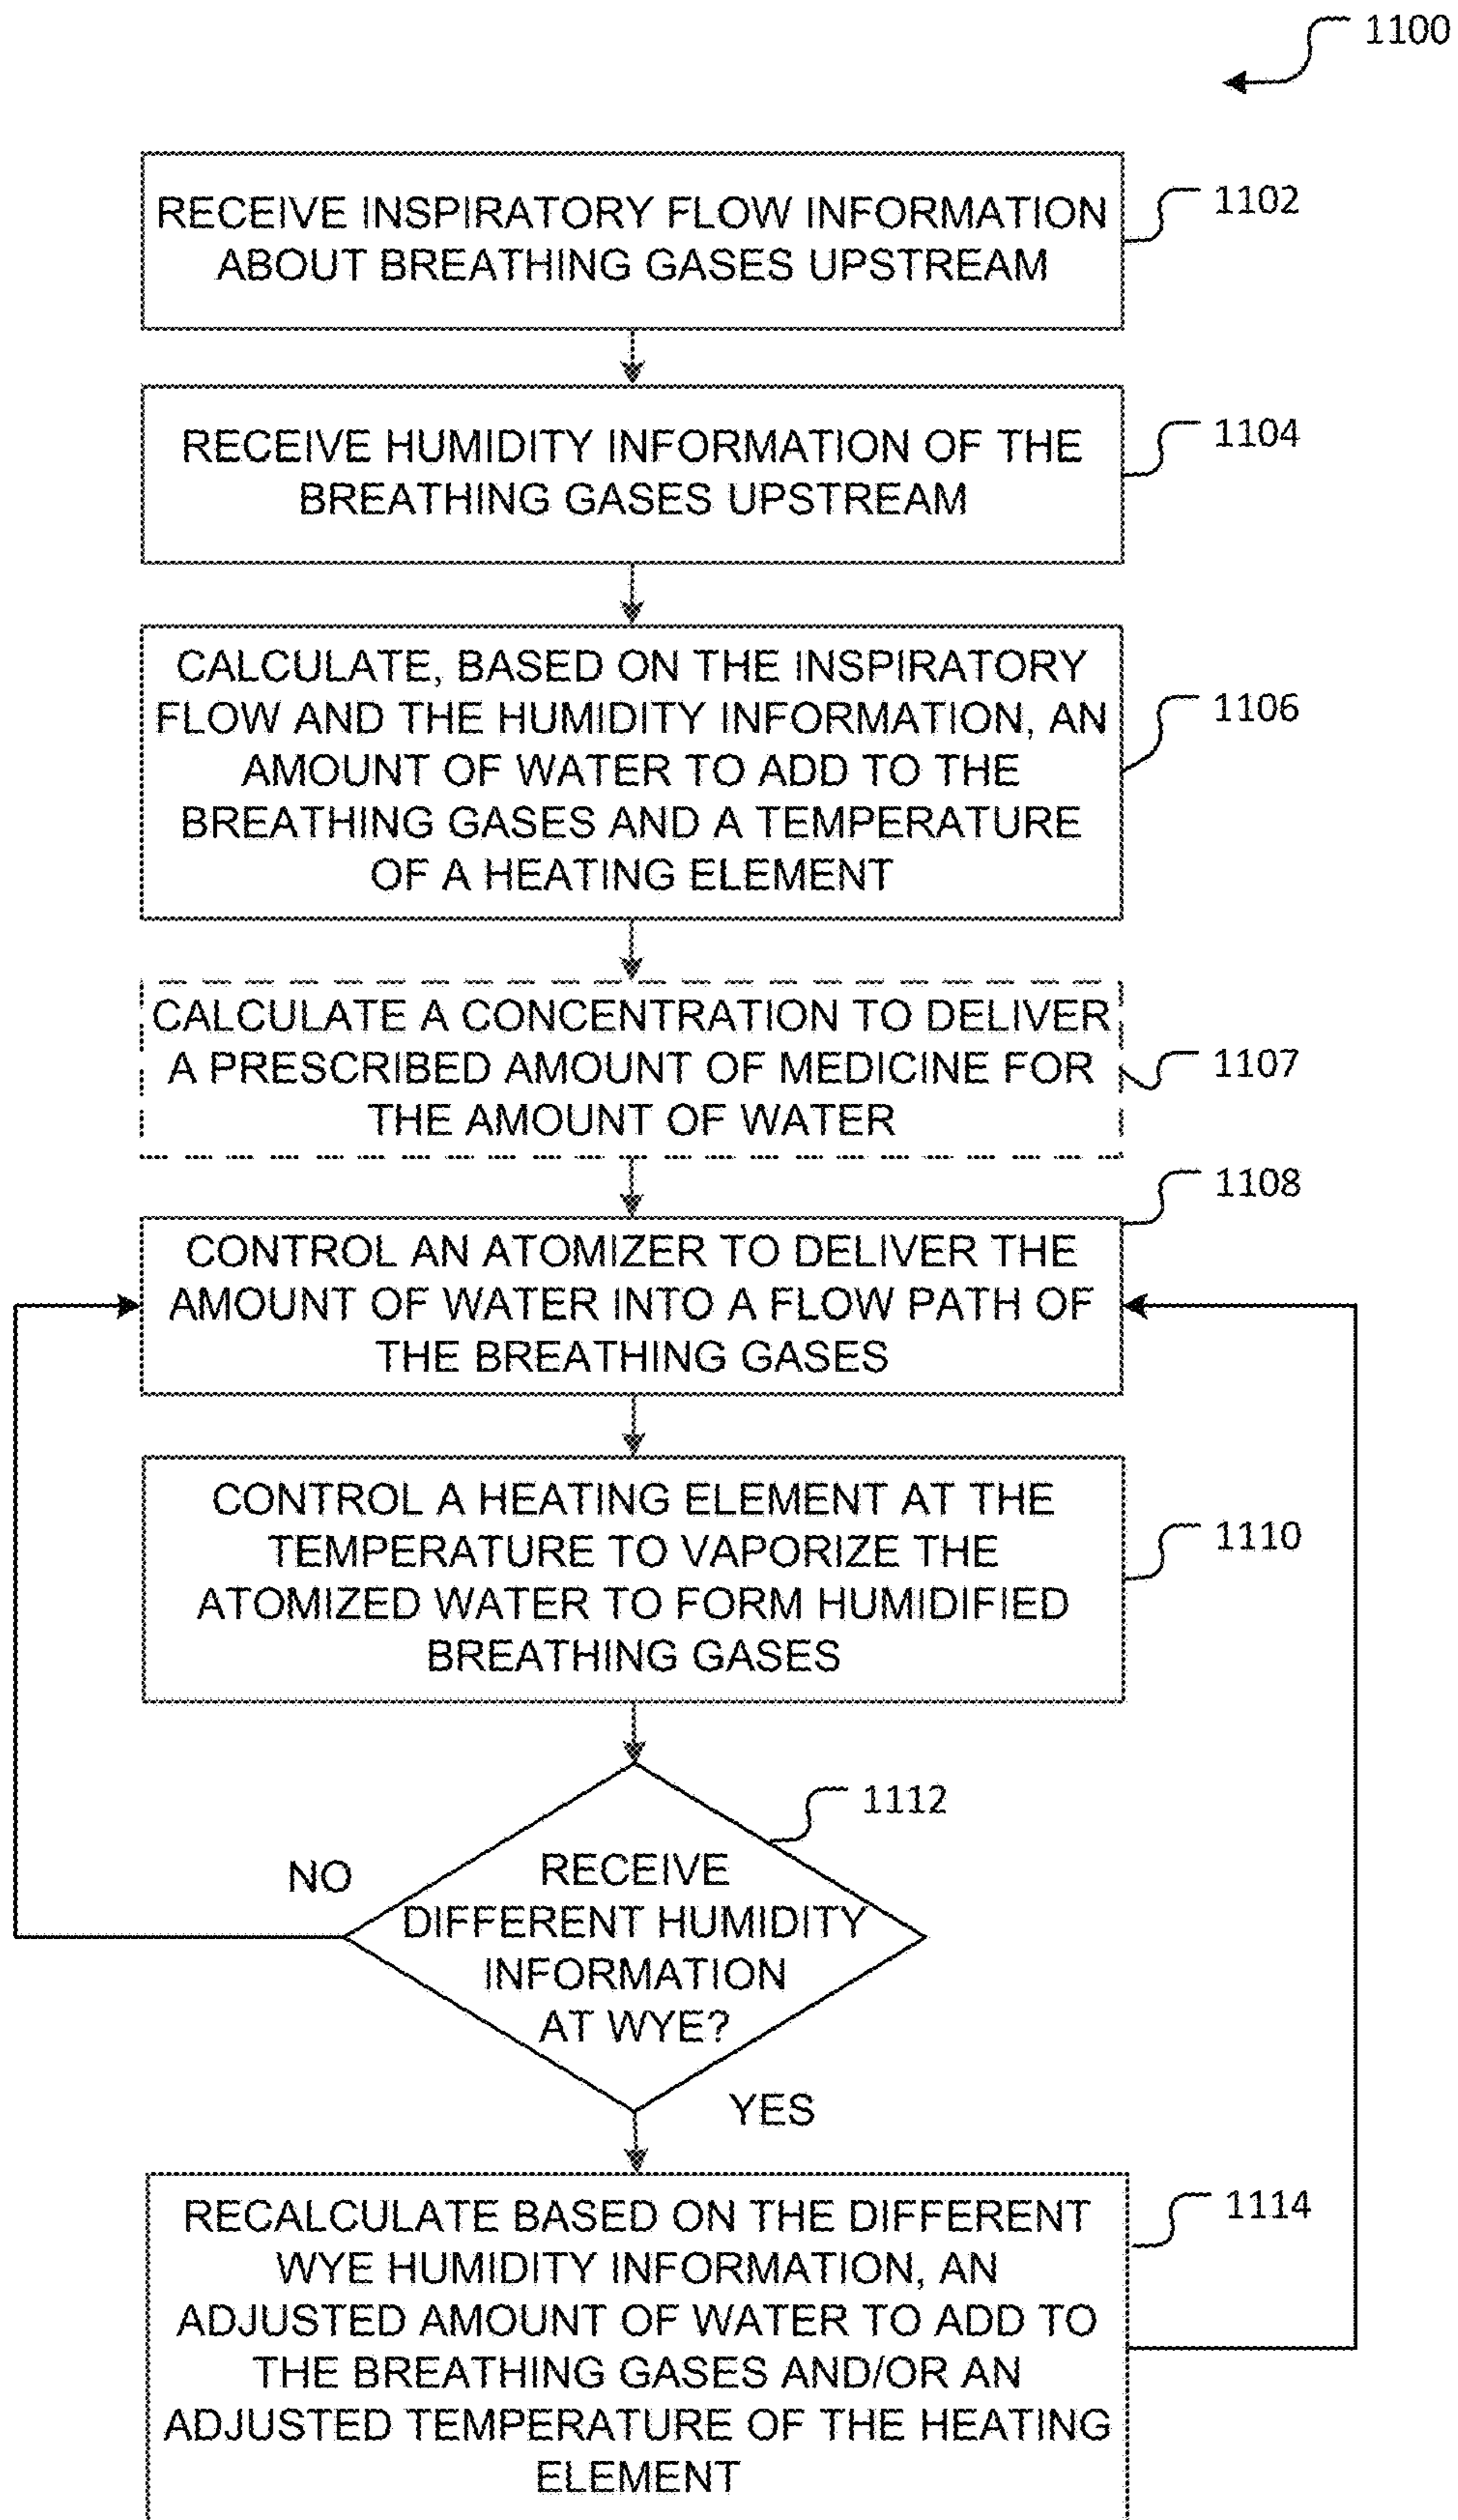 1100
RECEIVE INSPIRATORY FLOW INFORMATION
ABOUT BREATHING GASES UPSTREAM
1102
RECEIVE HUMIDITY INFORMATION OF THE
BREATHING GASES UPSTREAM
1104
CALCULATE, BASED ON THE INSPIRATORY
FLOW AND THE HUMIDITY INFORMATION, AN
AMOUNT OF WATER TO ADD TO THE
BREATHING GASES AND A TEMPERATURE
OF A HEATING ELEMENT
1106
CALCULATE A CONCENTRATION TO DELIVER
A PRESCRIBED AMOUNT OF MEDICINE FOR
THE AMOUNT OF WATER
1107
1108
CONTROL AN ATOMIZER TO DELIVER THE
AMOUNT OF WATER INTO A FLOW PATH OF
THE BREATHING GASES
CONTROL A HEATING ELEMENT AT THE
TEMPERATURE TO VAPORIZE THE
ATOMIZED WATER TO FORM HUMIDIFIED
BREATHING GASES
1110
1112
NO
RECEIVE
DIFFERENT HUMIDITY
INFORMATION
AT WYE?
YES
RECALCULATE BASED ON THE DIFFERENT
WYE HUMIDITY INFORMATION, AN
ADJUSTED AMOUNT OF WATER TO ADD TO
THE BREATHING GASES AND/OR AN
ADJUSTED TEMPERATURE OF THE HEATING
ELEMENT
1114